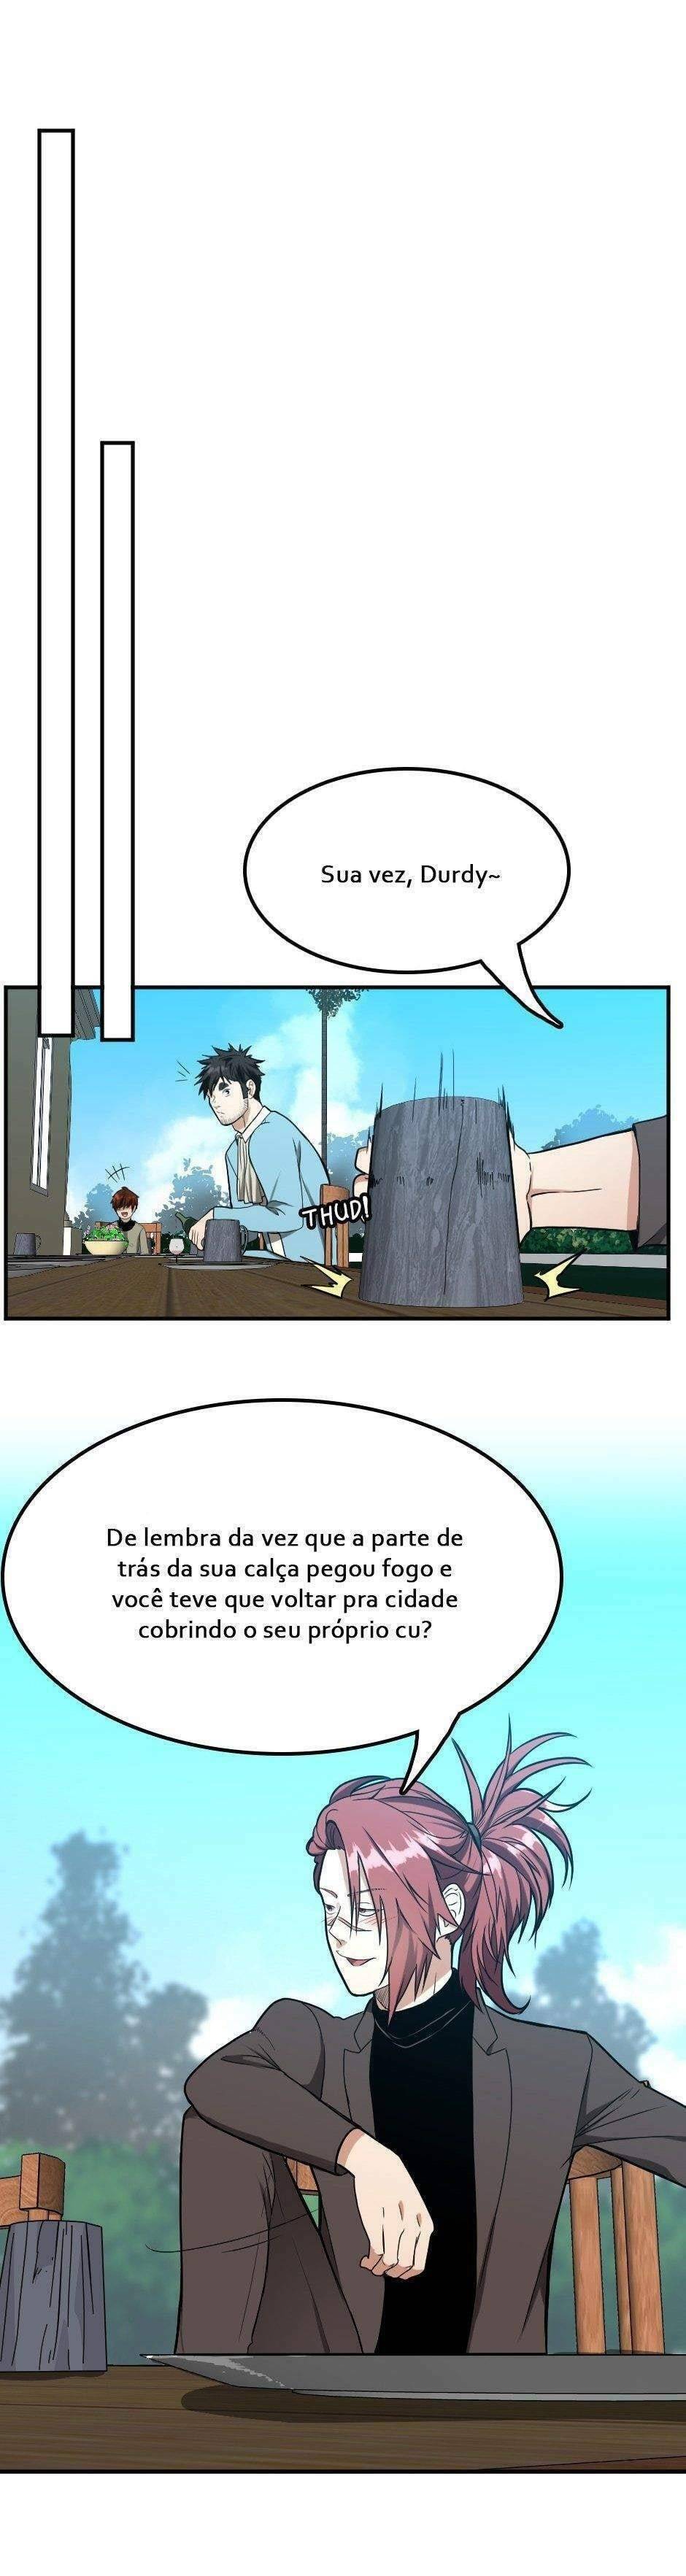 Sua vez, Durdy~
THUD!
De lembra da vez que a parte de
trás da sua calça pegou fogo e
você teve que voltar pra cidade
cobrindo o seu próprio cu?